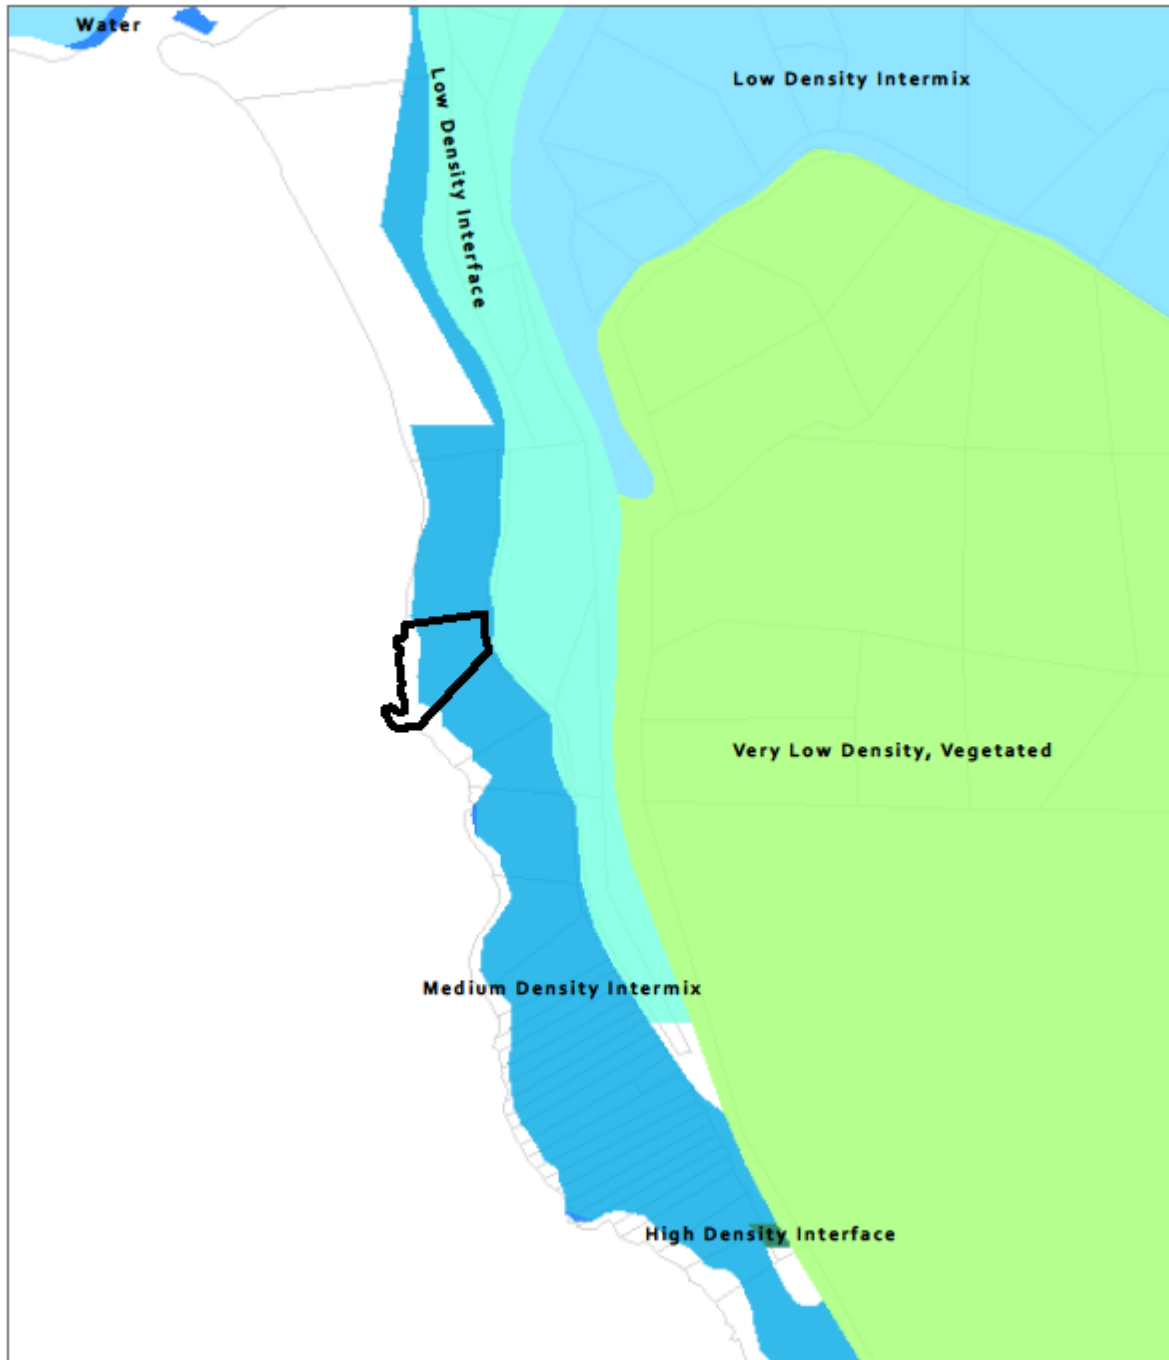 Water
Low Density Intermix
Low Density Interface
Very Low Density, Vegetated
Medium Density Intermix
High Density Interface